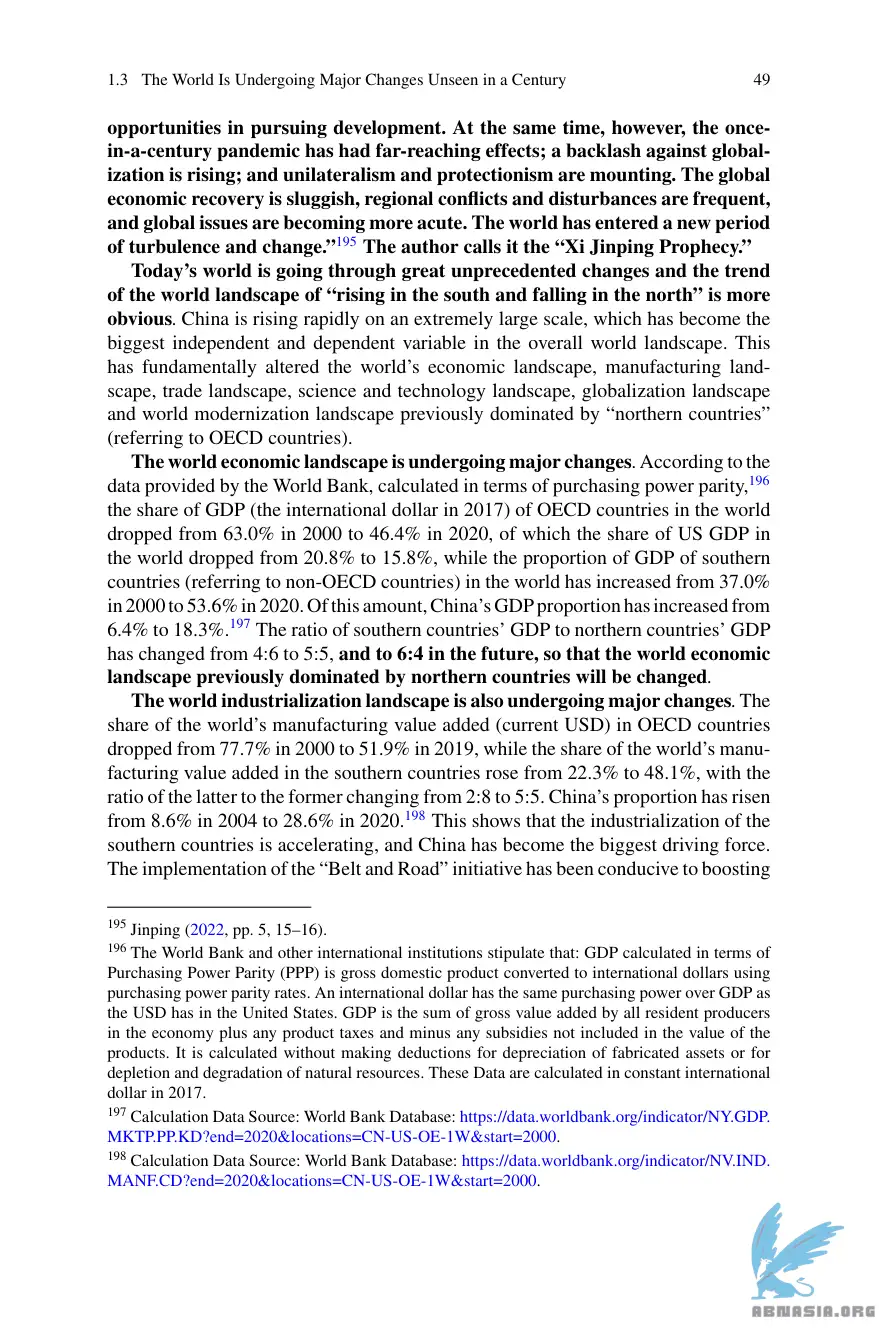 1.3 The World Is Undergoing Major Changes Unseen in a Century 49
opportunities in pursuing development. At the same time, however, the once-
in-a-century pandemic has had far-reaching effects; a backlash against global-
ization is rising; and unilateralism and protectionism are mounting. The global
economic recovery is sluggish, regional conflicts and disturbances are frequent,
and global issues are becoming more acute. The world has entered a new period
of turbulence and change.”195 The author calls it the “Xi Jinping Prophecy.”
Today’s world is going through great unprecedented changes and the trend
of the world landscape of “rising in the south and falling in the north” is more
obvious. China is rising rapidly on an extremely large scale, which has become the
biggest independent and dependent variable in the overall world landscape. This
has fundamentally altered the world’s economic landscape, manufacturing land-
scape, trade landscape, science and technology landscape, globalization landscape
and world modernization landscape previously dominated by “northern countries”
(referring to OECD countries).
The world economic landscape is undergoing major changes. According to the
data provided by the World Bank, calculated in terms of purchasing power parity,196
the share of GDP (the international dollar in 2017) of OECD countries in the world
dropped from 63.0% in 2000 to 46.4% in 2020, of which the share of US GDP in
the world dropped from 20.8% to 15.8%, while the proportion of GDP of southern
countries (referring to non-OECD countries) in the world has increased from 37.0%
in 2000 to 53.6% in 2020. Of this amount, China’s GDP proportion has increased from
6.4% to 18.3%.197 The ratio of southern countries’ GDP to northern countries’ GDP
has changed from 4:6 to 5:5, and to 6:4 in the future, so that the world economic
landscape previously dominated by northern countries will be changed.
The world industrialization landscape is also undergoing major changes. The
share of the world’s manufacturing value added (current USD) in OECD countries
dropped from 77.7% in 2000 to 51.9% in 2019, while the share of the world’s manu-
facturing value added in the southern countries rose from 22.3% to 48.1%, with the
ratio of the latter to the former changing from 2:8 to 5:5. China’s proportion has risen
from 8.6% in 2004 to 28.6% in 2020.198 This shows that the industrialization of the
southern countries is accelerating, and China has become the biggest driving force.
The implementation of the “Belt and Road” initiative has been conducive to boosting
195 Jinping (2022, pp. 5, 15–16).
196 The World Bank and other international institutions stipulate that: GDP calculated in terms of
Purchasing Power Parity (PPP) is gross domestic product converted to international dollars using
purchasing power parity rates. An international dollar has the same purchasing power over GDP as
the USD has in the United States. GDP is the sum of gross value added by all resident producers
in the economy plus any product taxes and minus any subsidies not included in the value of the
products. It is calculated without making deductions for depreciation of fabricated assets or for
depletion and degradation of natural resources. These Data are calculated in constant international
dollar in 2017.
197 Calculation Data Source: World Bank Database: https://data.worldbank.org/indicator/NY.GDP.
MKTP.PP.KD?end=2020&locations=CN-US-OE-1W&start=2000.
198 Calculation Data Source: World Bank Database: https://data.worldbank.org/indicator/NV.IND.
MANF.CD?end=2020&locations=CN-US-OE-1W&start=2000.
ABNASIA.ORG